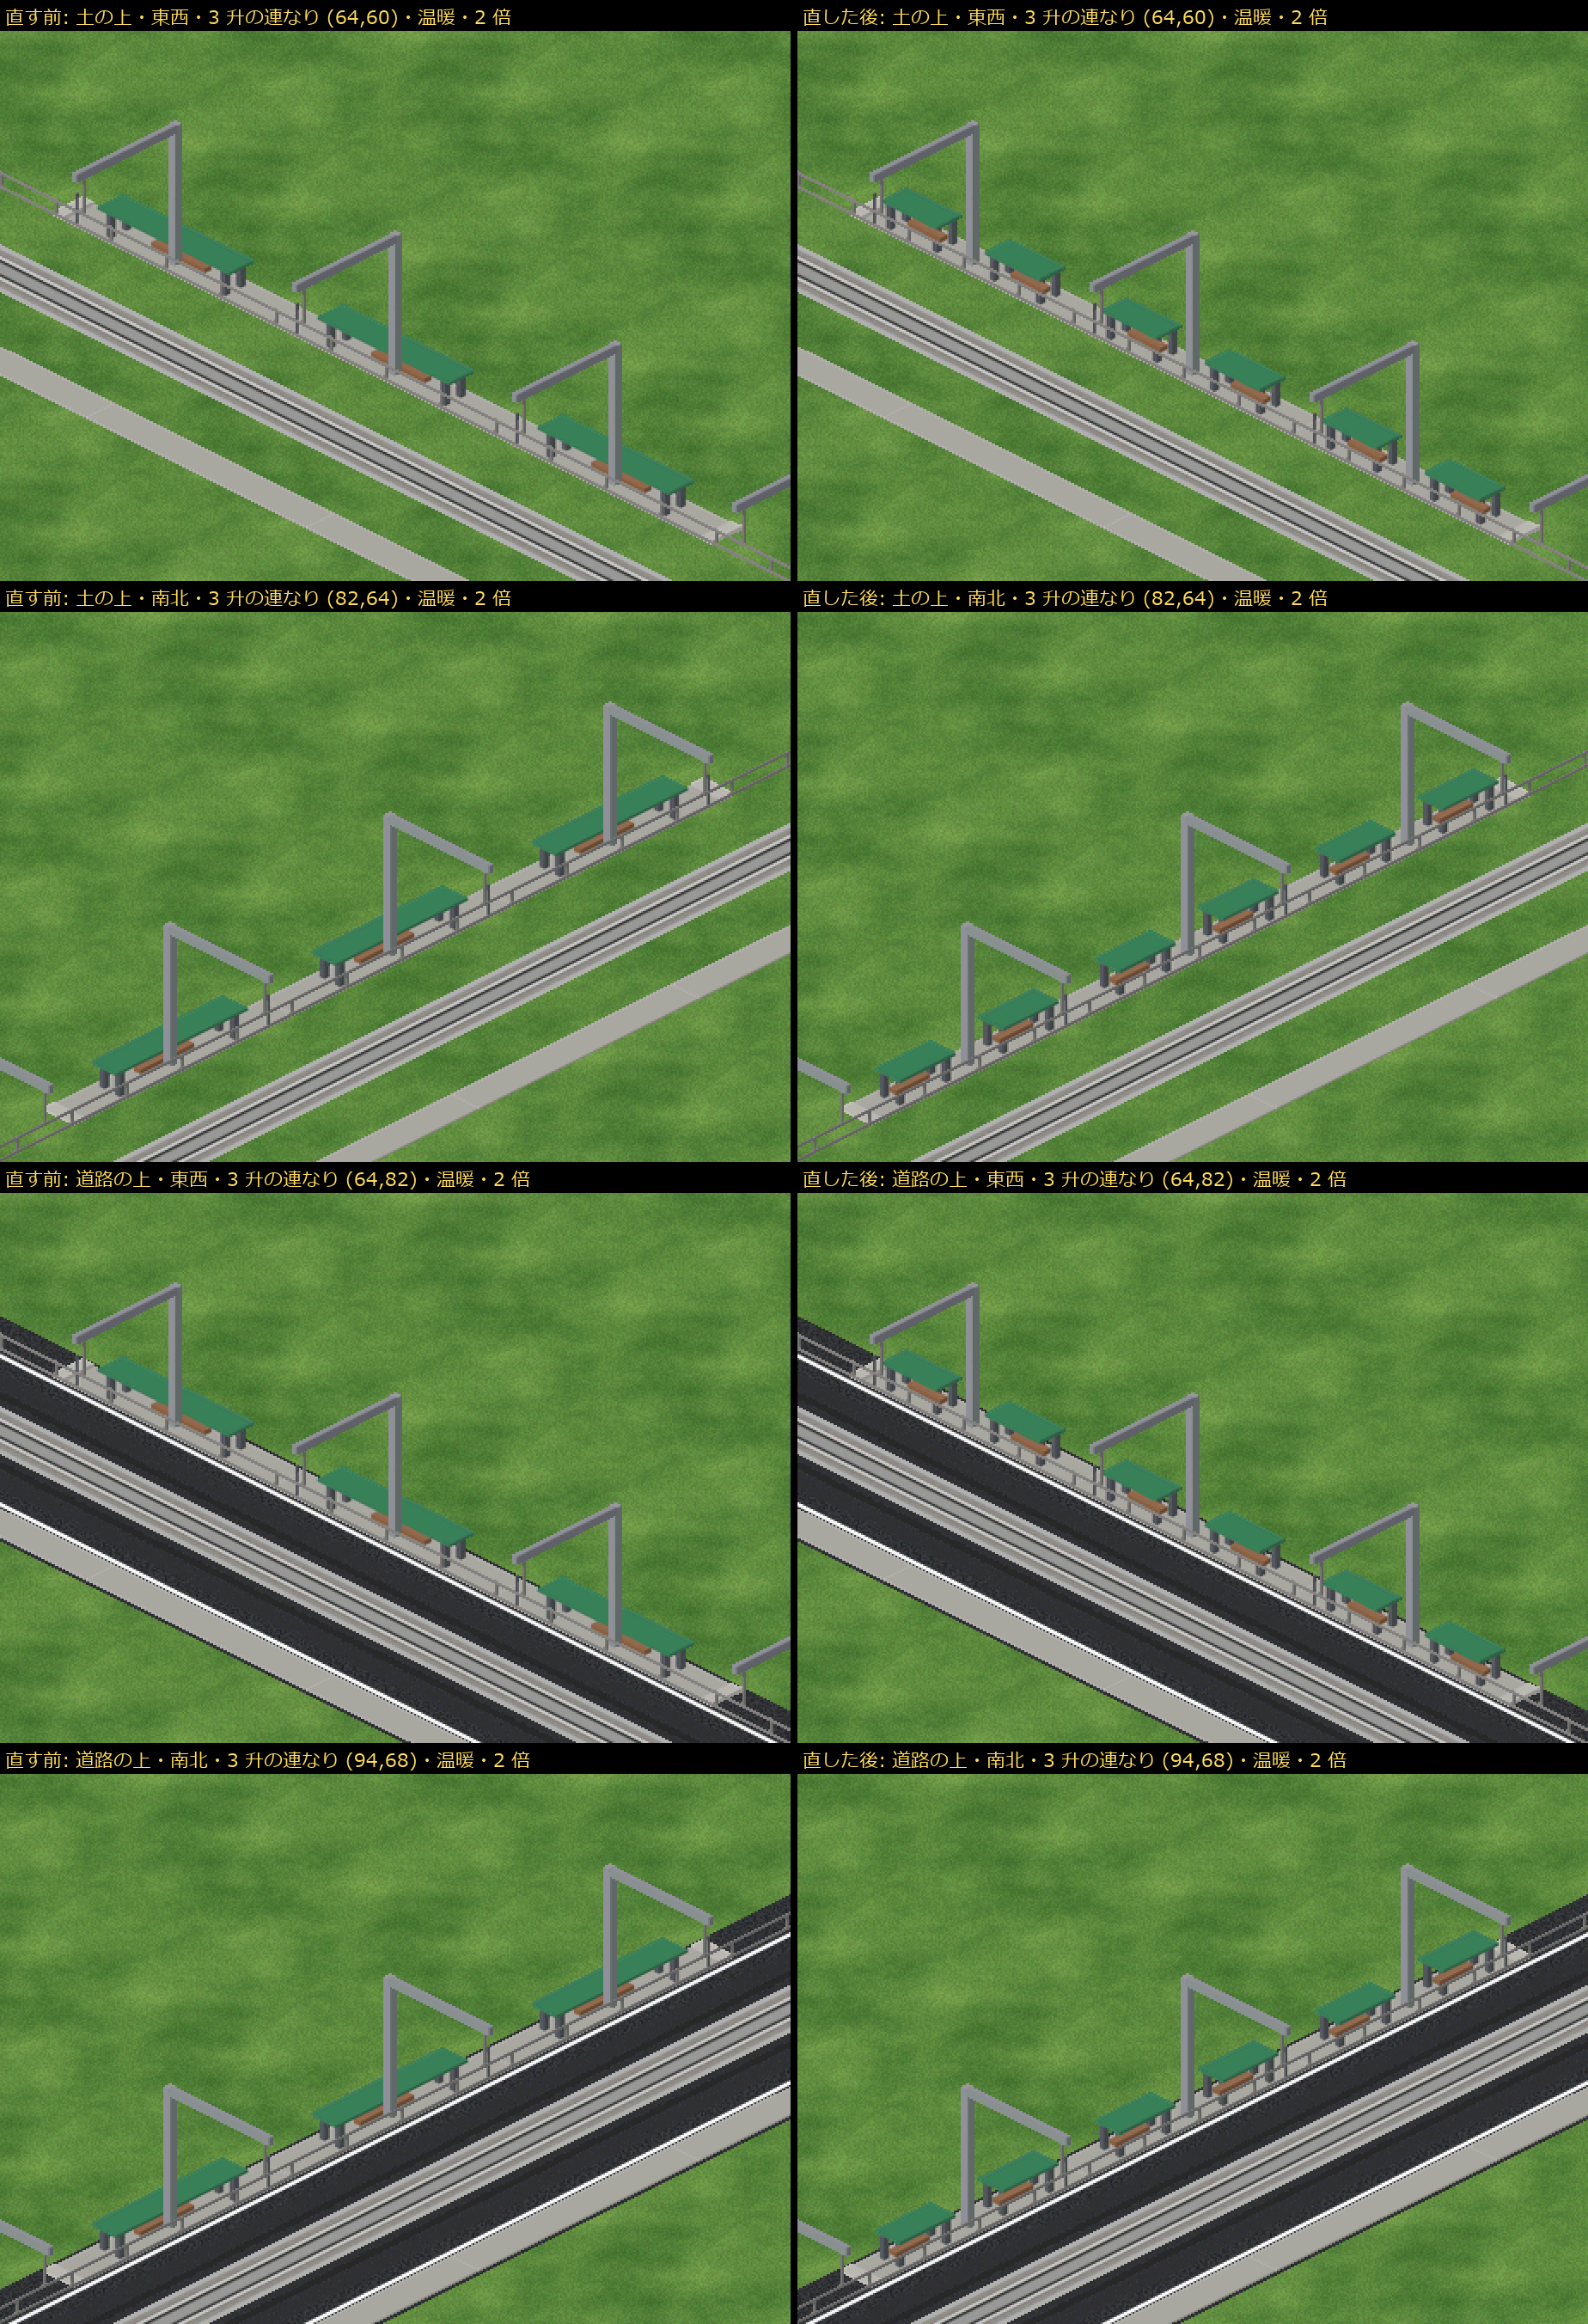 直す前: 土の上・東西・3 升の連なり (64,60)・温暖・2 倍
直した後: 土の上・東西・3 升の連なり (64,60)・温暖・2 倍
直す前: 土の上・南北・3 升の連なり (82,64)・温暖・2 倍
直した後: 土の上・南北・3 升の連なり (82,64)・温暖・2 倍
直す前: 道路の上・東西・3 升の連なり (64,82)・温暖・2 倍
直した後: 道路の上・東西・3 升の連なり (64,82)・温暖・2 倍
直す前: 道路の上・南北・3 升の連なり (94,68)・温暖・2 倍
直した後: 道路の上・南北・3 升の連なり (94,68)・温暖・2 倍